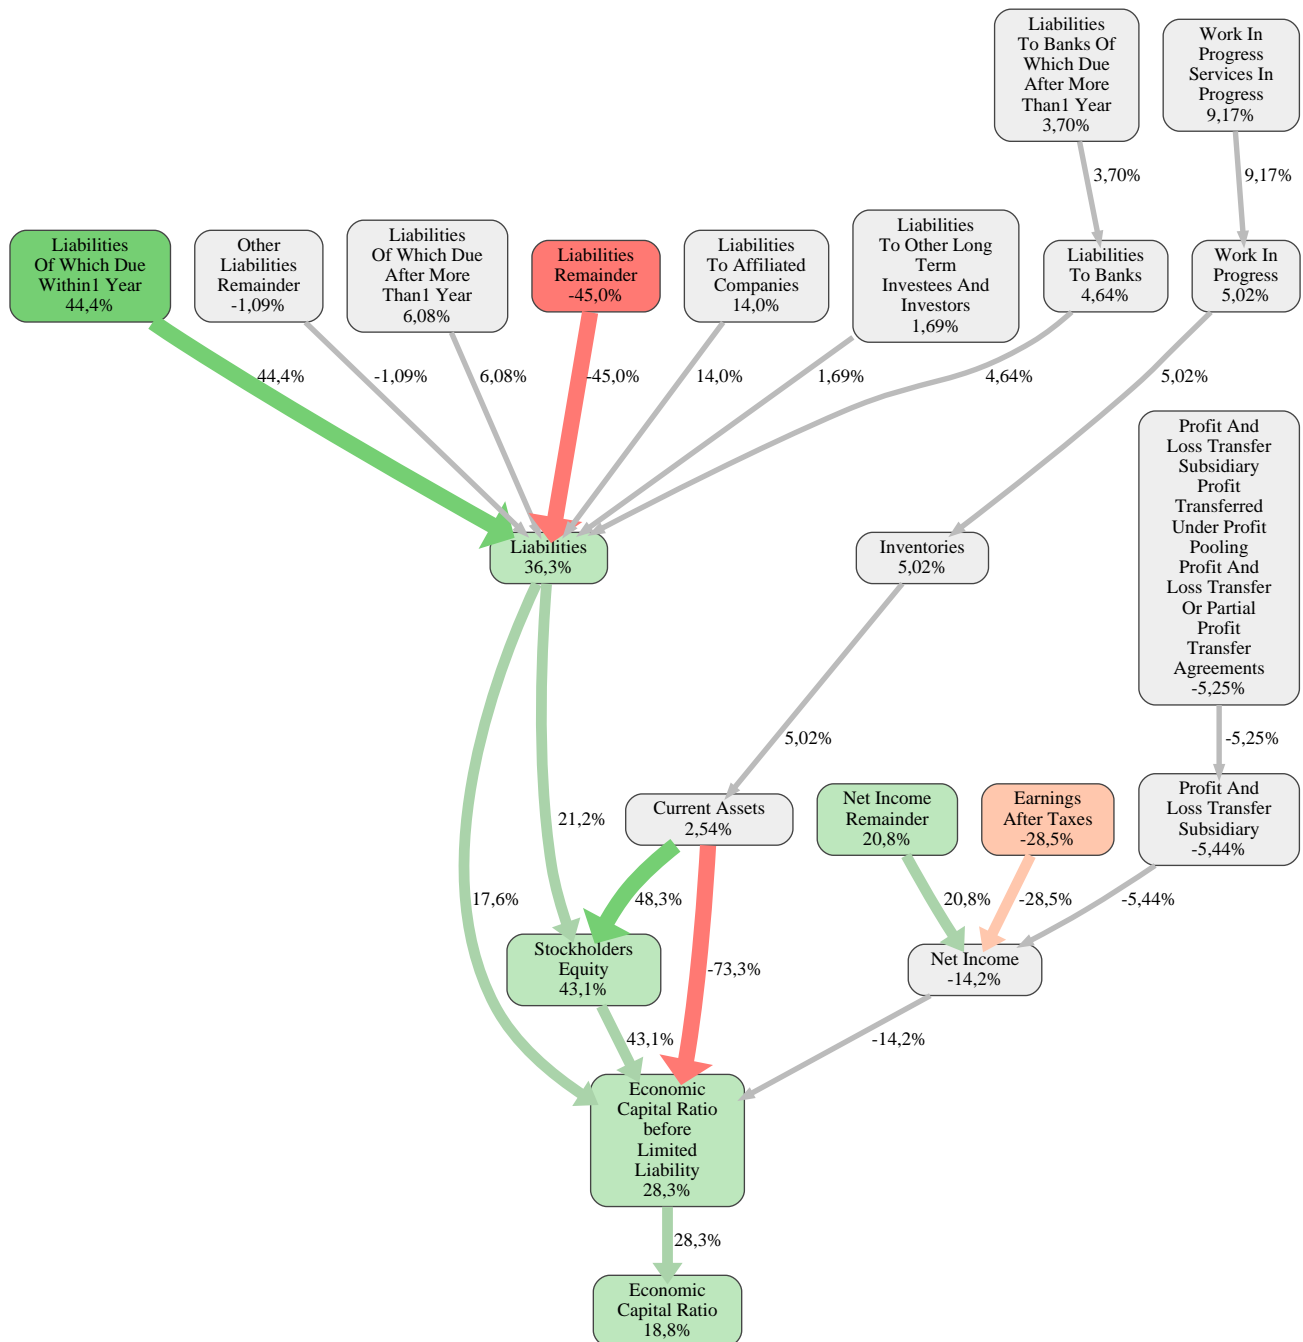 Liabilities
To Banks Of
Which Due
After More
Than1 Year
3,70%
Work In
Progress
Services In
Progress
9,17%
3,70%
9,17%
Liabilities
Of Which Due
Within1 Year
44,4%
Other
Liabilities
Remainder
-1,09%
Liabilities
Of Which Due
After More
Than1 Year
6,08%
Liabilities
Remainder
-45,0%
Liabilities
To Affiliated
Companies
14,0%
Liabilities
To Other Long
Term
Investees And
Investors
1,69%
Liabilities
To Banks
4,64%
Work In
Progress
5,02%
44,4%
-1,09%
6,08%
-45,0%
14,0%
1,69%
4,64%
5,02%
Profit And
Loss Transfer
Subsidiary
Profit
Transferred
Under Profit
Pooling
Profit And
Loss Transfer
Or Partial
Profit
Transfer
Agreements
-5,25%
Liabilities
36,3%
Inventories
5,02%
5,02%
-5,25%
21,2%
Current Assets
2,54%
Net Income
Remainder
20,8%
Earnings
After Taxes
-28,5%
Profit And
Loss Transfer
Subsidiary
-5,44%
17,6%
48,3%
-73,3%
20,8%
-28,5%
-5,44%
Stockholders
Equity
43,1%
Net Income
-14,2%
43,1%
-14,2%
Economic
Capital Ratio
before
Limited
Liability
28,3%
28,3%
Economic
Capital Ratio
18,8%